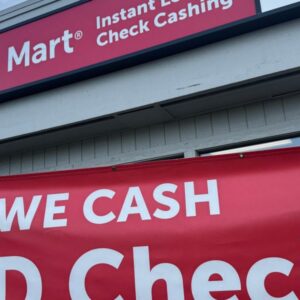 Mart® Instant Lo
Check Cashing
WE CASH
D Chec